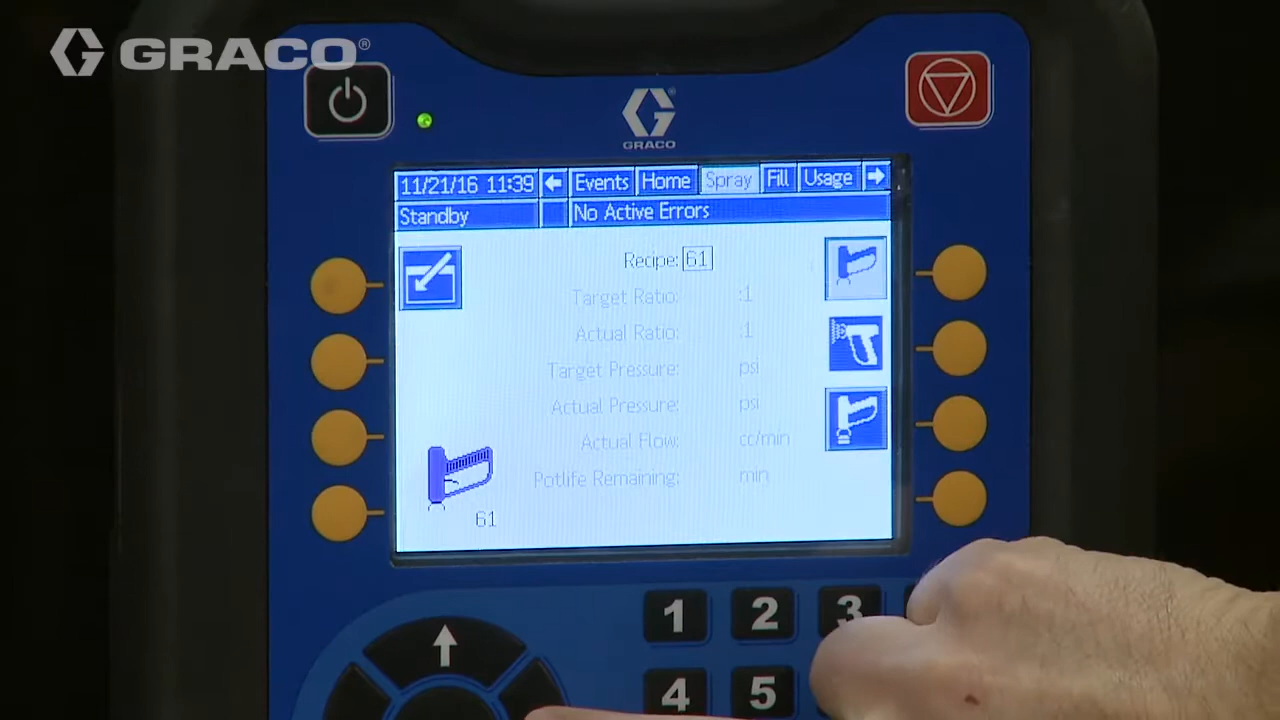 GRACO®
GRACO
11/21/16 11:39 Events Home Spray Fill Usage
Standby No Active Errors
Recipe: 61
Target Ratio: :1
Actual Ratio: :1
Target Pressure: psi
Actual Pressure: psi
Actual Flow: cc/min
Potlife Remaining: min
61
1 2 3
4 5